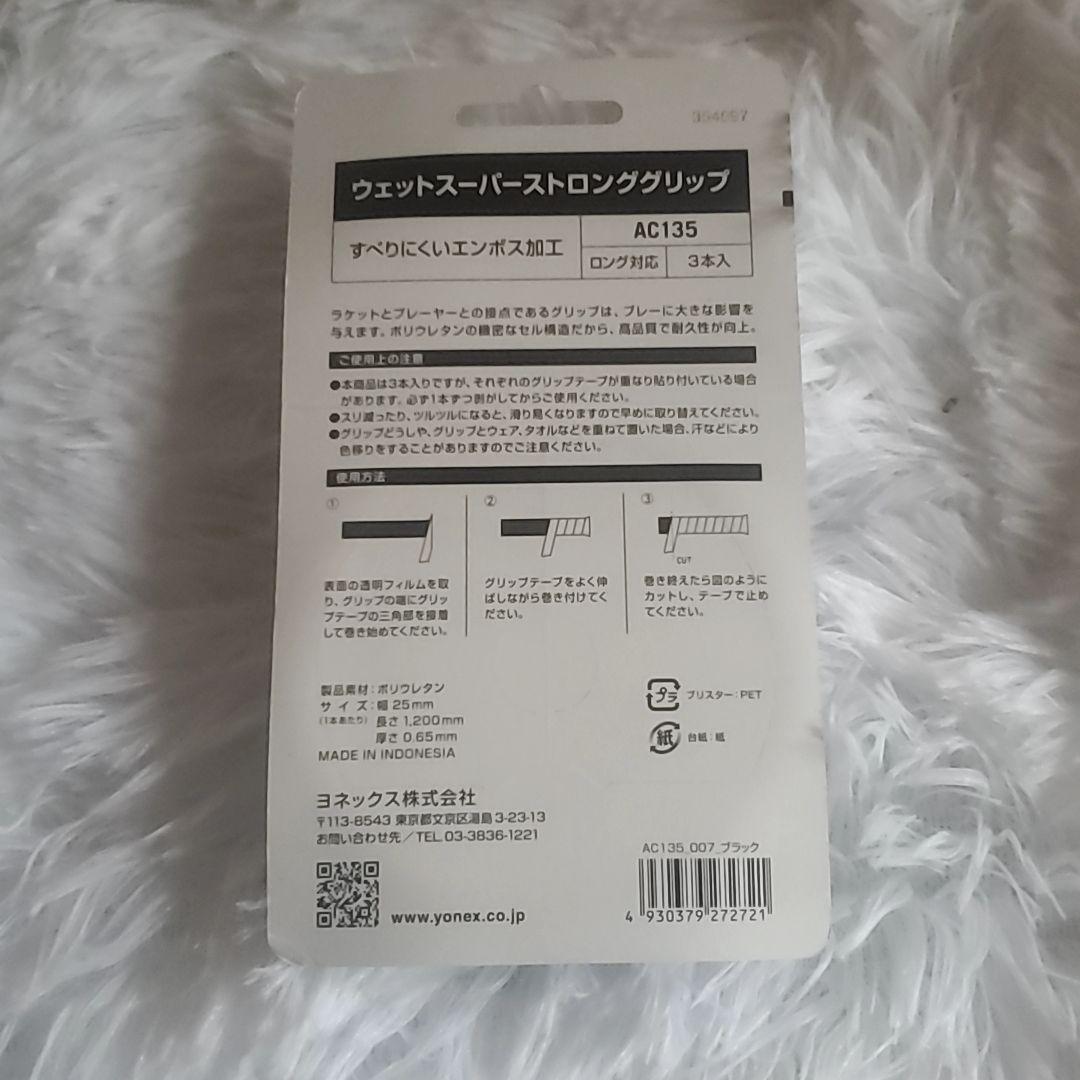 354097
ウェットスーパーストロンググリップ
すべりにくいエンボス加工
AC135
ロング対応 3本入
ラケットとプレーヤーとの接点であるグリップは、プレーに大きな影響を
与えます。ポリウレタンの緻密なセル構造だから、高品質で耐久性が向上。
ご使用上の注意
●本商品は3本入りですが、それぞれのグリップテープが重なり貼り付いている場合
があります。必ず1本ずつ剥がしてからご使用ください。
●スリ減ったり、ツルツルになると、滑り易くなりますので早めに取り替えてください。
●グリップどうしや、グリップとウェア、タオルなどを重ねて置いた場合、汗などにより
色移りをすることがありますのでご注意ください。
使用方法
①
表面の透明フィルムを取
り、グリップの端にグリッ
プテープの三角部を接着
して巻き始めてください。
②
グリップテープをよく伸
ばしながら巻き付けてく
ださい。
③
CUT
巻き終えたら図のように
カットし、テープで止め
てください。
製品素材：ポリウレタン
サイズ：幅 25mm
(1本あたり) 長さ 1,200mm
厚さ 0.65mm
MADE IN INDONESIA
プラ ブリスター：PET
紙 台紙：紙
ヨネックス株式会社
〒113-8543 東京都文京区湯島3-23-13
お問い合わせ先／TEL.03-3836-1221
www.yonex.co.jp
AC135_007_ブラック
4 930379 272721